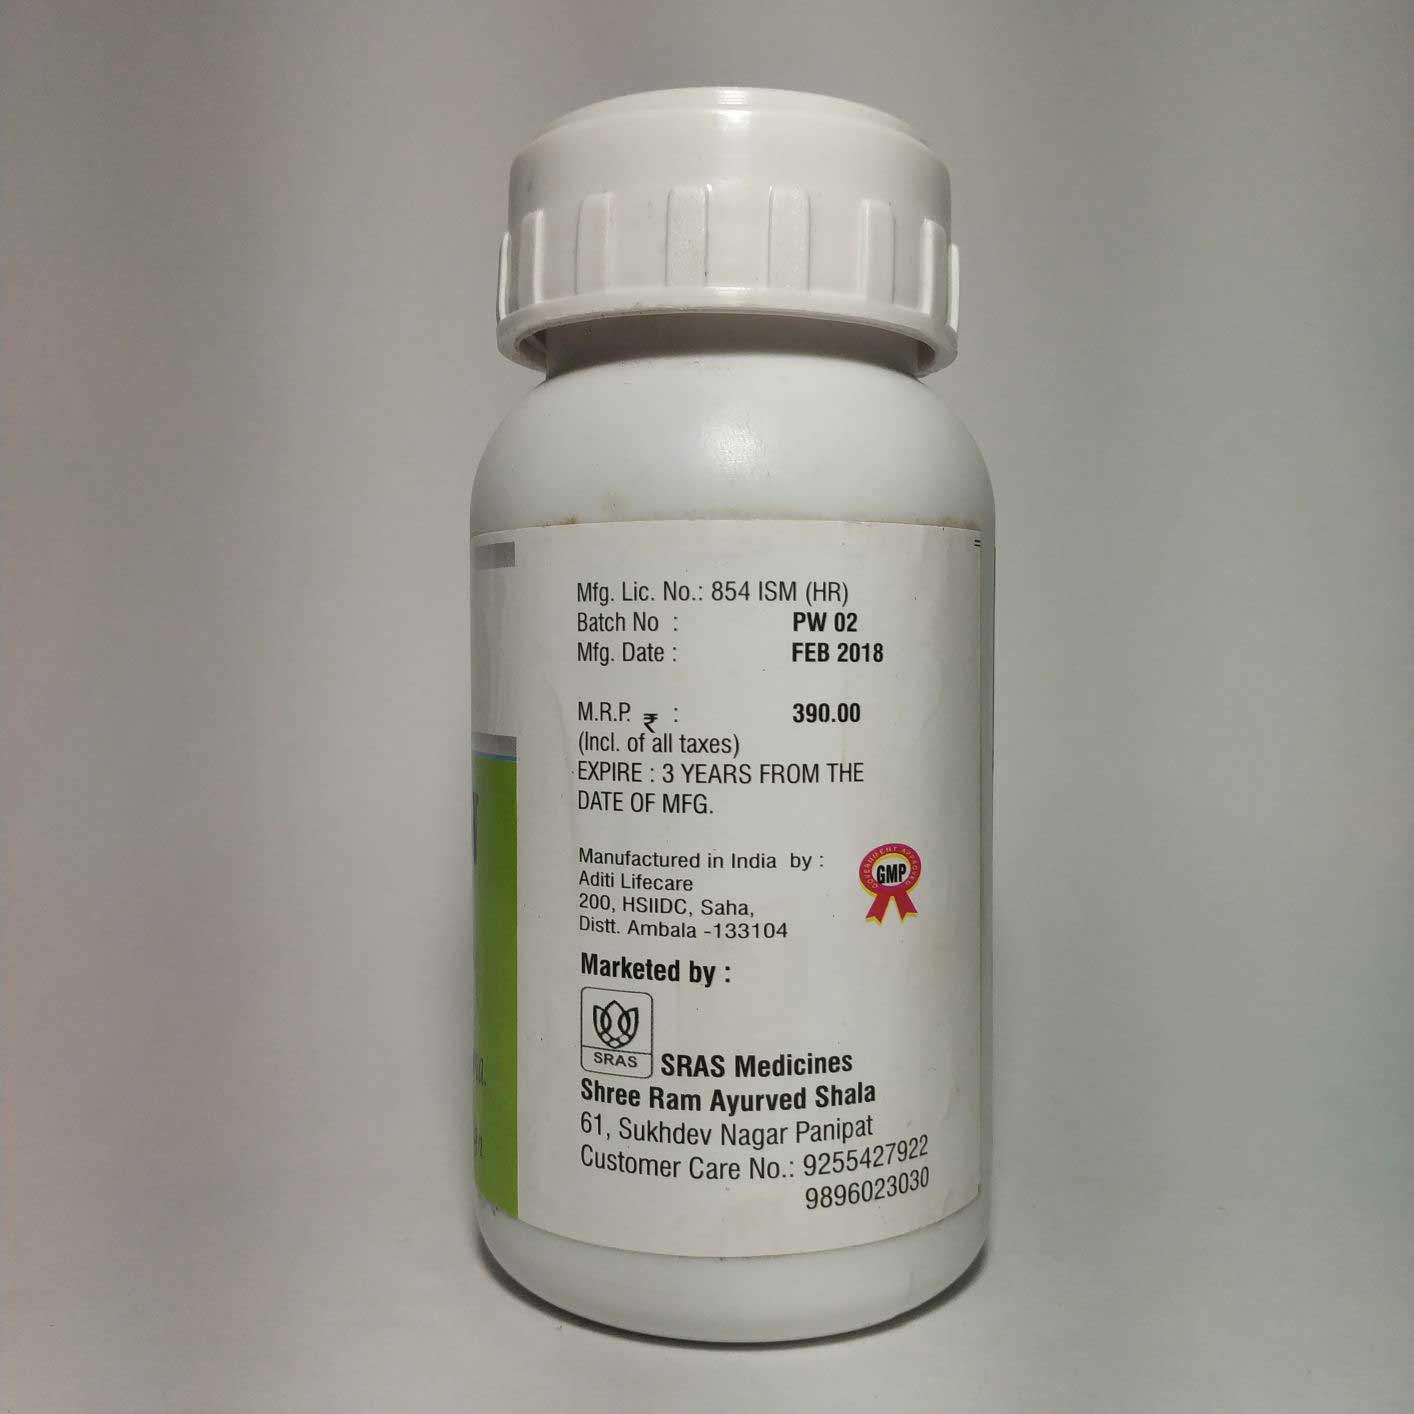 Mfg. Lic. No.: 854 ISM (HR)
Batch No : PW 02
Mfg. Date : FEB 2018
M.R.P. ₹ : 390.00
(Incl. of all taxes)
EXPIRE : 3 YEARS FROM THE
DATE OF MFG.
Manufactured in India by :
Aditi Lifecare
200, HSIIDC, Saha,
Distt. Ambala -133104
GOVERNMENT APPROVED
GMP
Marketed by :
SRAS
SRAS Medicines
Shree Ram Ayurved Shala
61, Sukhdev Nagar Panipat
Customer Care No.: 9255427922
9896023030